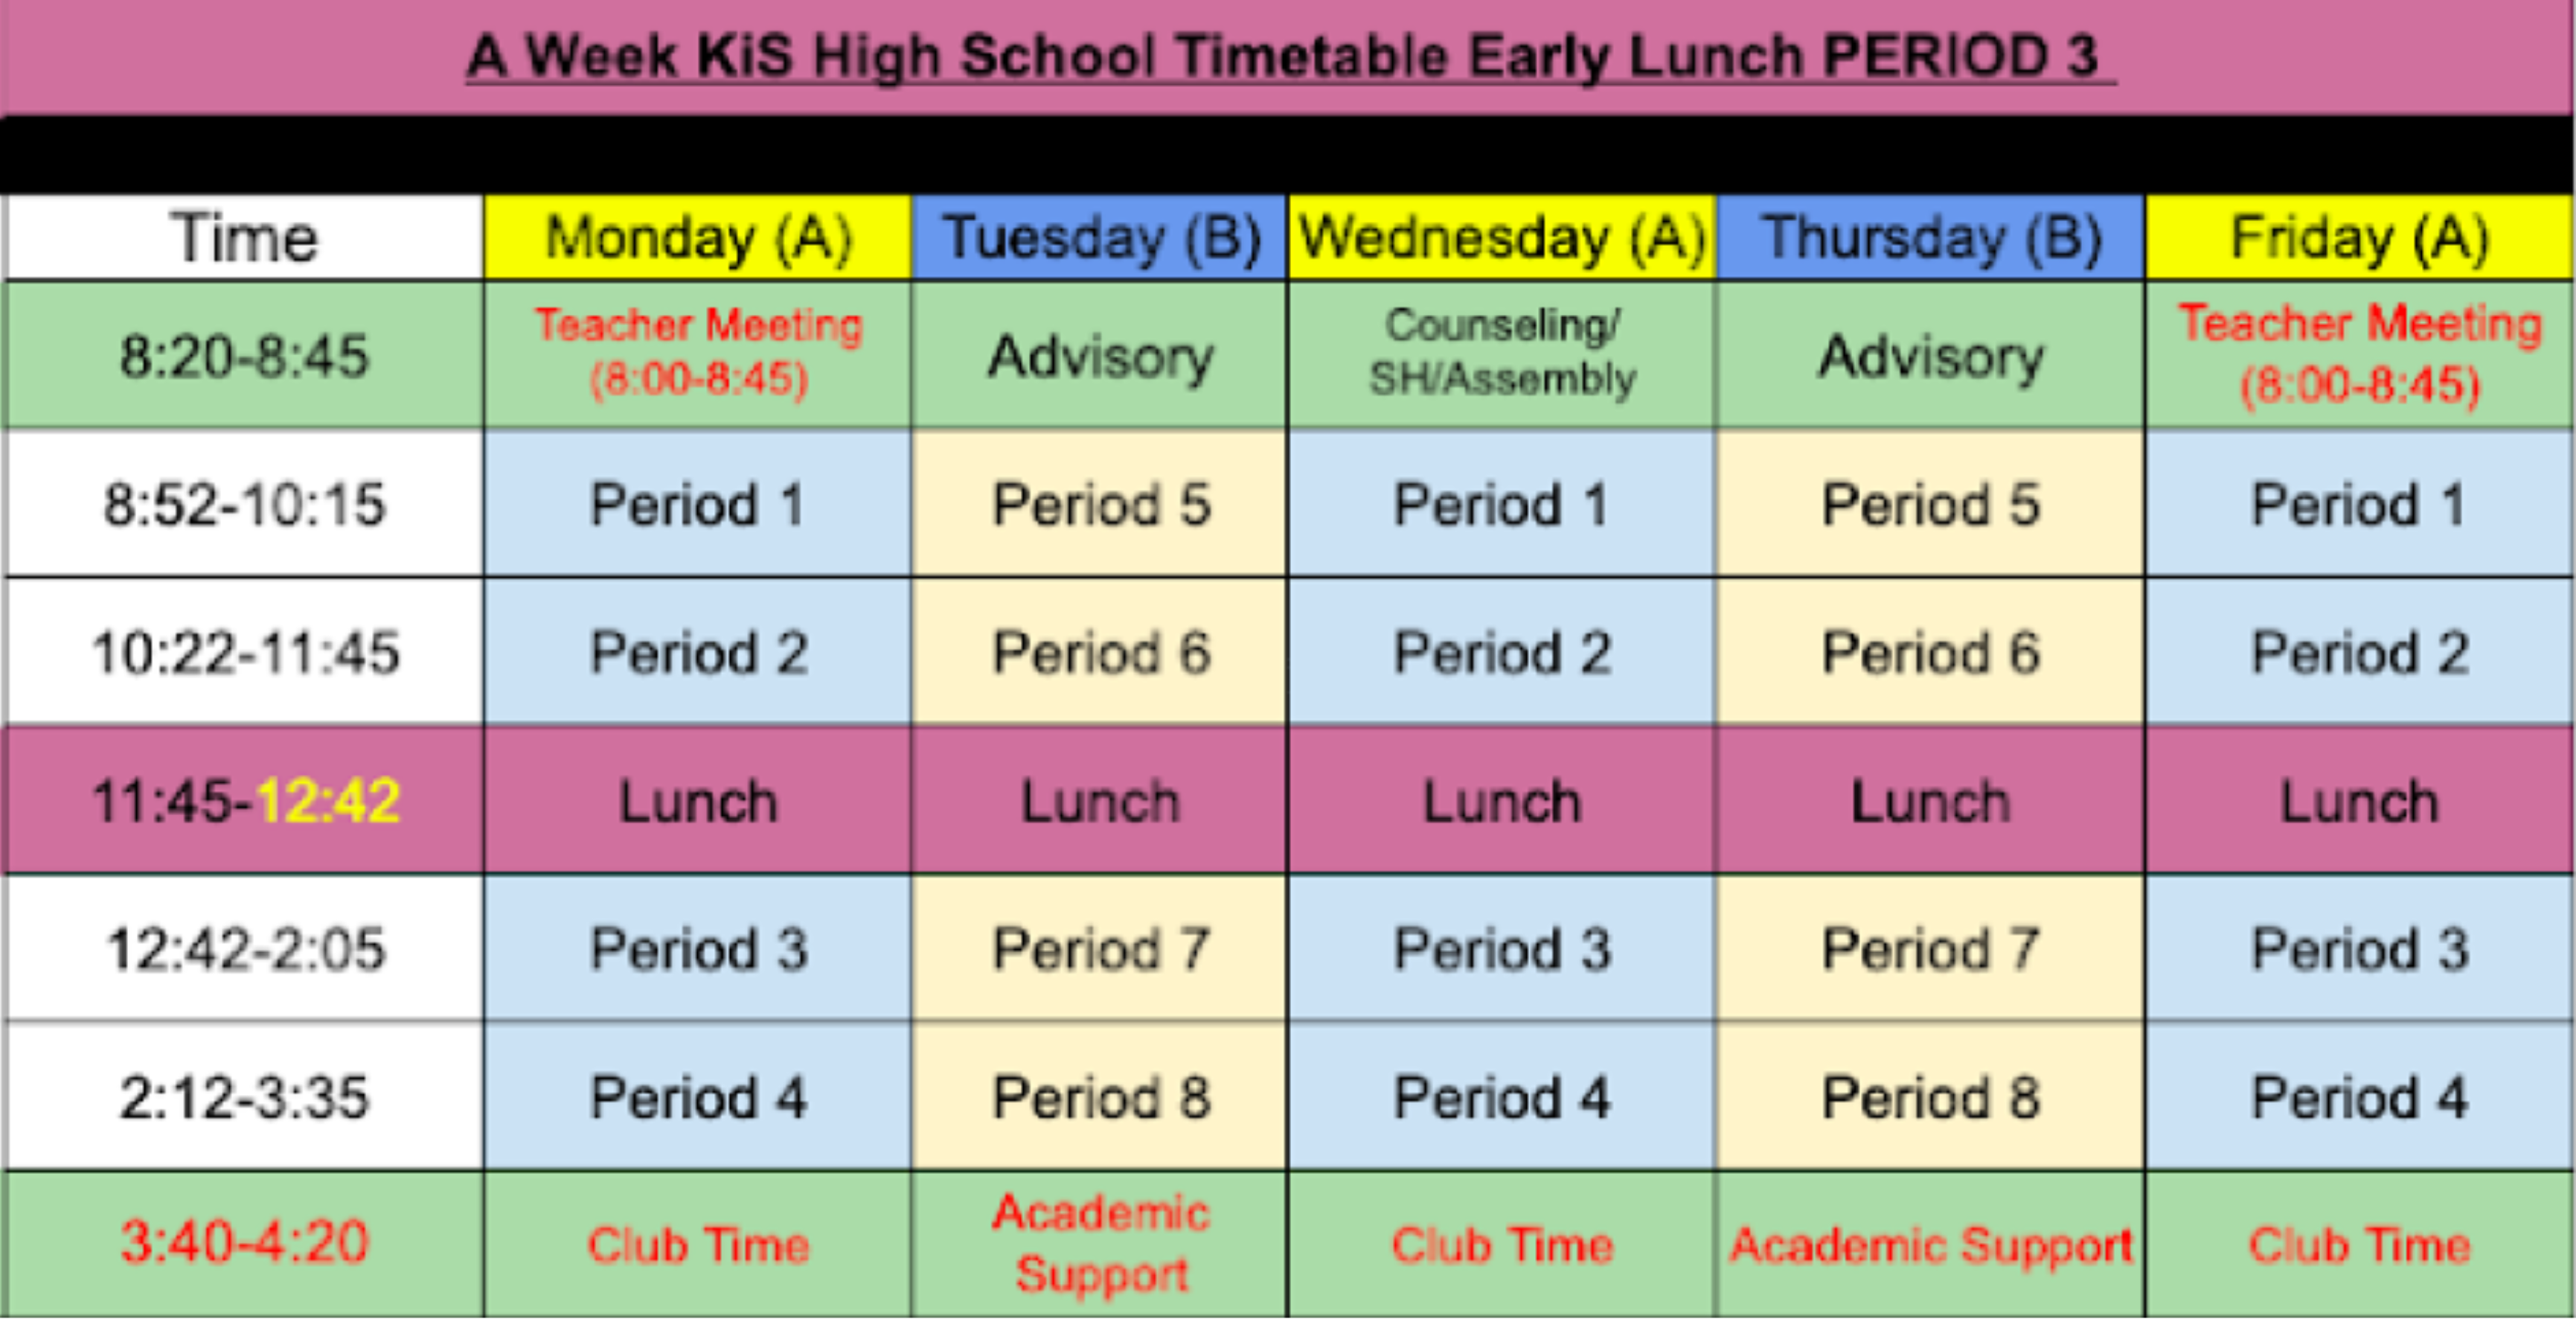 A Week KiS High School Timetable Early Lunch PERIOD 3
Time Monday (A) Tuesday (B) Wednesday (A) Thursday (B) Friday (A)
8:20-8:45 Teacher Meeting (8:00-8:45) Advisory Counseling/ SH/Assembly Advisory Teacher Meeting (8:00-8:45)
8:52-10:15 Period 1 Period 5 Period 1 Period 5 Period 1
10:22-11:45 Period 2 Period 6 Period 2 Period 6 Period 2
11:45-12:42 Lunch Lunch Lunch Lunch Lunch
12:42-2:05 Period 3 Period 7 Period 3 Period 7 Period 3
2:12-3:35 Period 4 Period 8 Period 4 Period 8 Period 4
3:40-4:20 Club Time Academic Support Club Time Academic Support Club Time